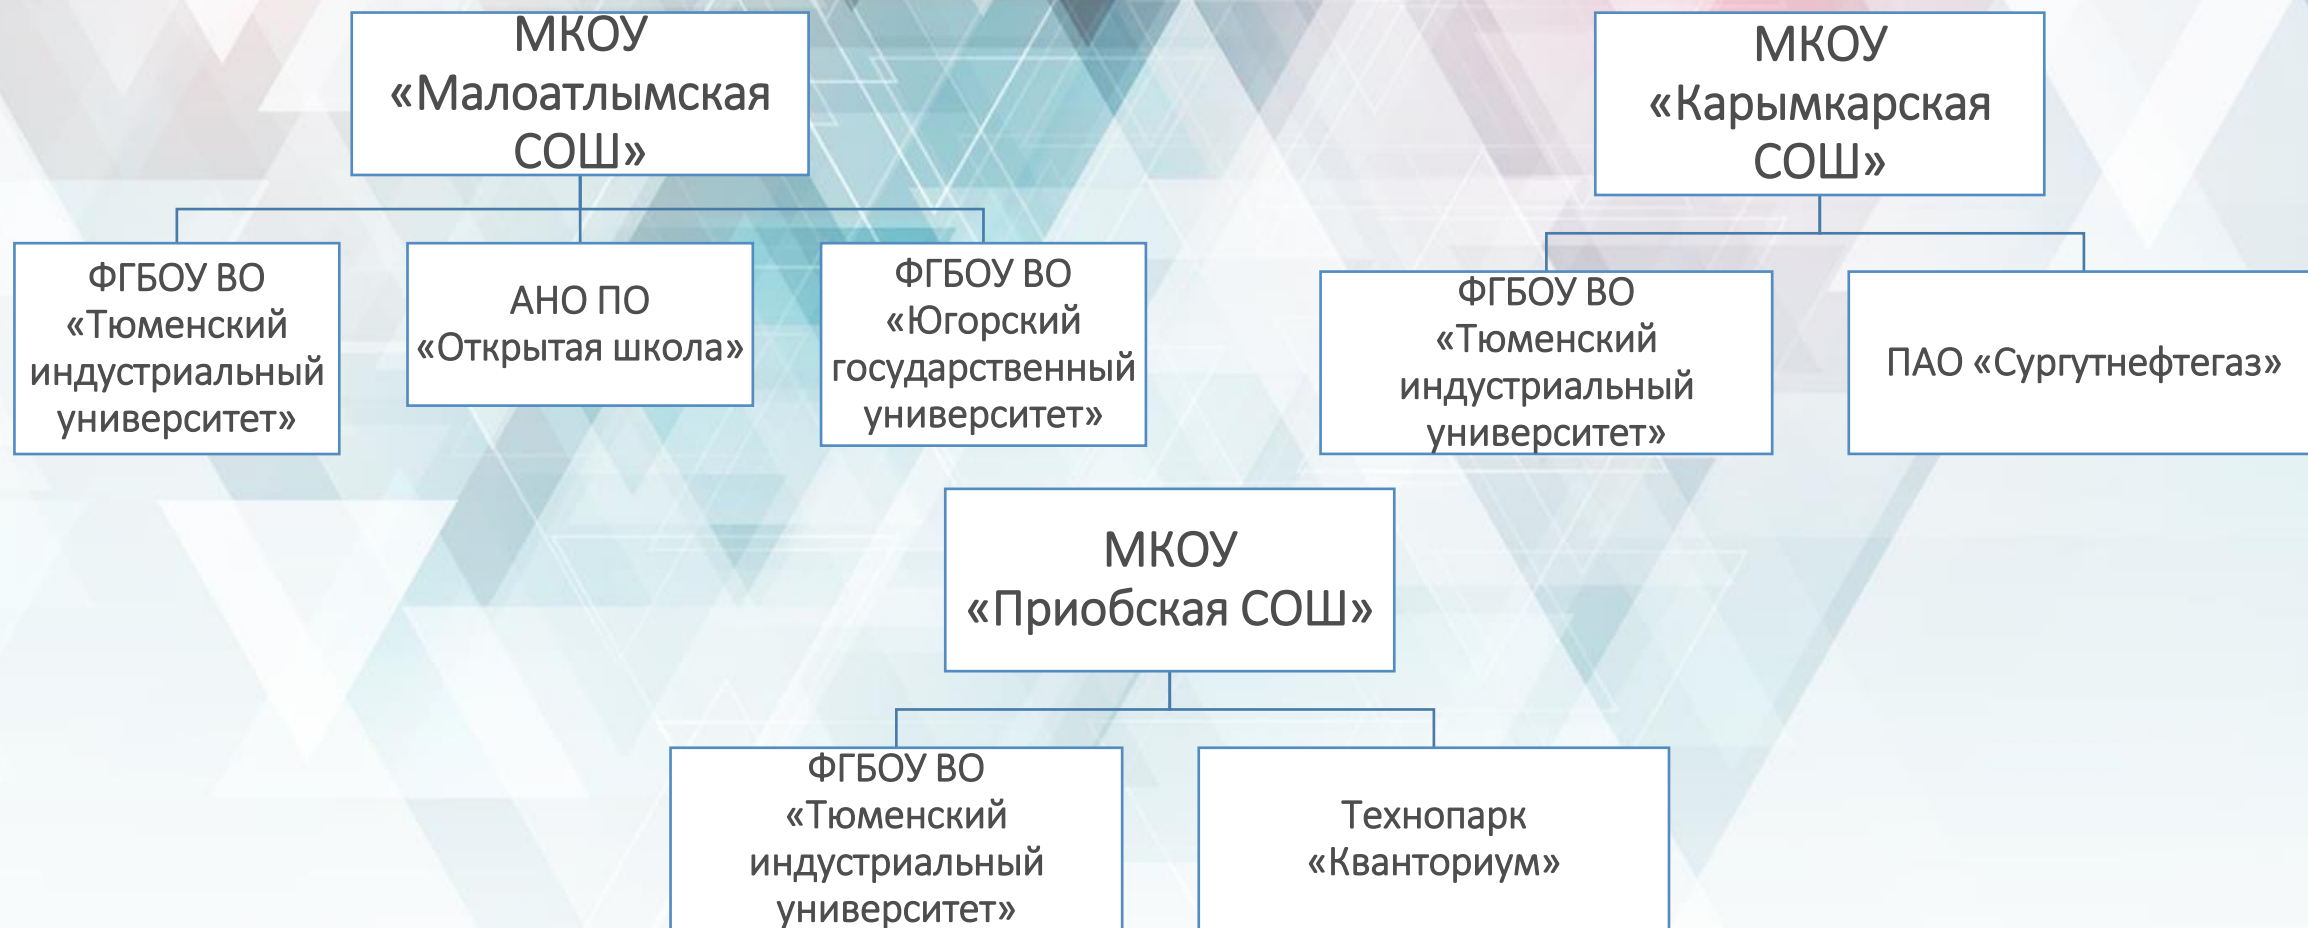 МКОУ
«Малоатлымская
СОШ»
ФГБОУ ВО
«Тюменский
индустриальный
университет»
АНО ПО
«Открытая школа»
ФГБОУ ВО
«Югорский
государственный
университет»
МКОУ
«Карымкарская
СОШ»
ФГБОУ ВО
«Тюменский
индустриальный
университет»
ПАО «Сургутнефтегаз»
МКОУ
«Приобская СОШ»
ФГБОУ ВО
«Тюменский
индустриальный
университет»
Технопарк
«Кванториум»